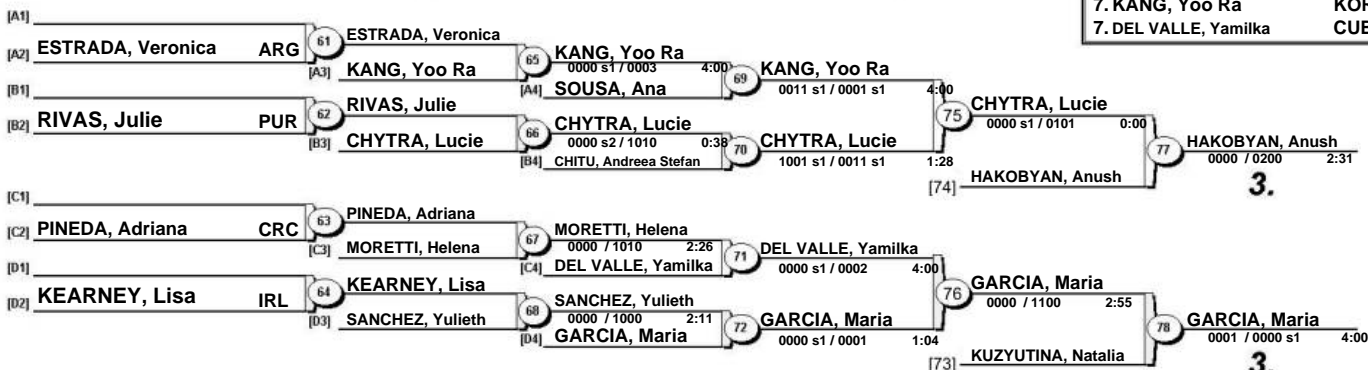 7. KANG, Yoo Ra KOR
7. DEL VALLE, Yamilka CUB
[A1]
[A2] ESTRADA, Veronica ARG
61 ESTRADA, Veronica
[A3] KANG, Yoo Ra
65 KANG, Yoo Ra
0000 s1 / 0003 4:00
[A4] SOUSA, Ana
69 KANG, Yoo Ra
0011 s1 / 0001 s1 4:00
[B1]
[B2] RIVAS, Julie PUR
62 RIVAS, Julie
[B3] CHYTRA, Lucie
66 CHYTRA, Lucie
0000 s2 / 1010 0:38
[B4] CHITU, Andreea Stefan
70 CHYTRA, Lucie
1001 s1 / 0011 s1 1:28
75 CHYTRA, Lucie
0000 s1 / 0101 0:00
[74] HAKOBYAN, Anush
77 HAKOBYAN, Anush
0000 / 0200 2:31
3.
[C1]
[C2] PINEDA, Adriana CRC
63 PINEDA, Adriana
[C3] MORETTI, Helena
67 MORETTI, Helena
0000 / 1010 2:26
[C4] DEL VALLE, Yamilka
71 DEL VALLE, Yamilka
0000 s1 / 0002 4:00
[D1]
[D2] KEARNEY, Lisa IRL
64 KEARNEY, Lisa
[D3] SANCHEZ, Yulieth
68 SANCHEZ, Yulieth
0000 / 1000 2:11
[D4] GARCIA, Maria
72 GARCIA, Maria
0000 s1 / 0001 1:04
76 GARCIA, Maria
0000 / 1100 2:55
[73] KUZYUTINA, Natalia
78 GARCIA, Maria
0001 / 0000 s1 4:00
3.